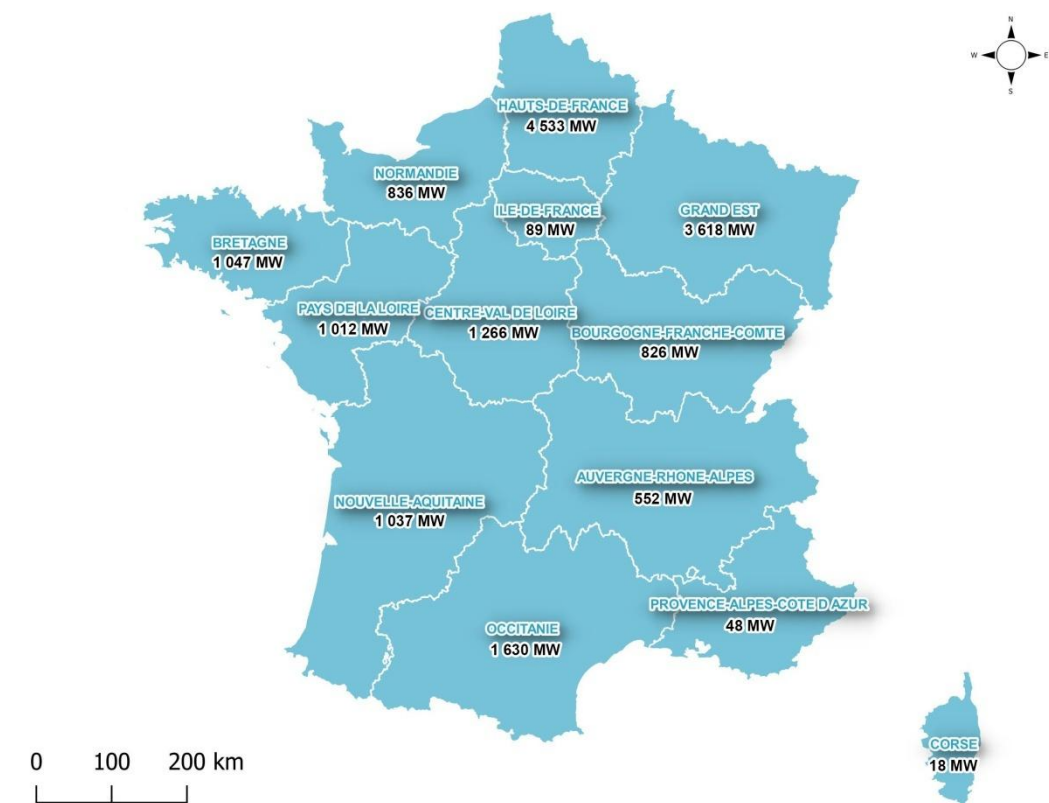 N
W
E
S
HAUTS-DE-FRANCE
4 533 MW
NORMANDIE
836 MW
ILE-DE-FRANCE
89 MW
GRAND EST
3 618 MW
BRETAGNE
1 047 MW
PAYS DE LA LOIRE
1 012 MW
CENTRE-VAL DE LOIRE
1 266 MW
BOURGOGNE-FRANCHE-COMTE
826 MW
AUVERGNE-RHONE-ALPES
552 MW
NOUVELLE-AQUITAINE
1 037 MW
PROVENCE-ALPES-COTE D AZUR
48 MW
OCCITANIE
1 630 MW
CORSE
18 MW
0 100 200 km